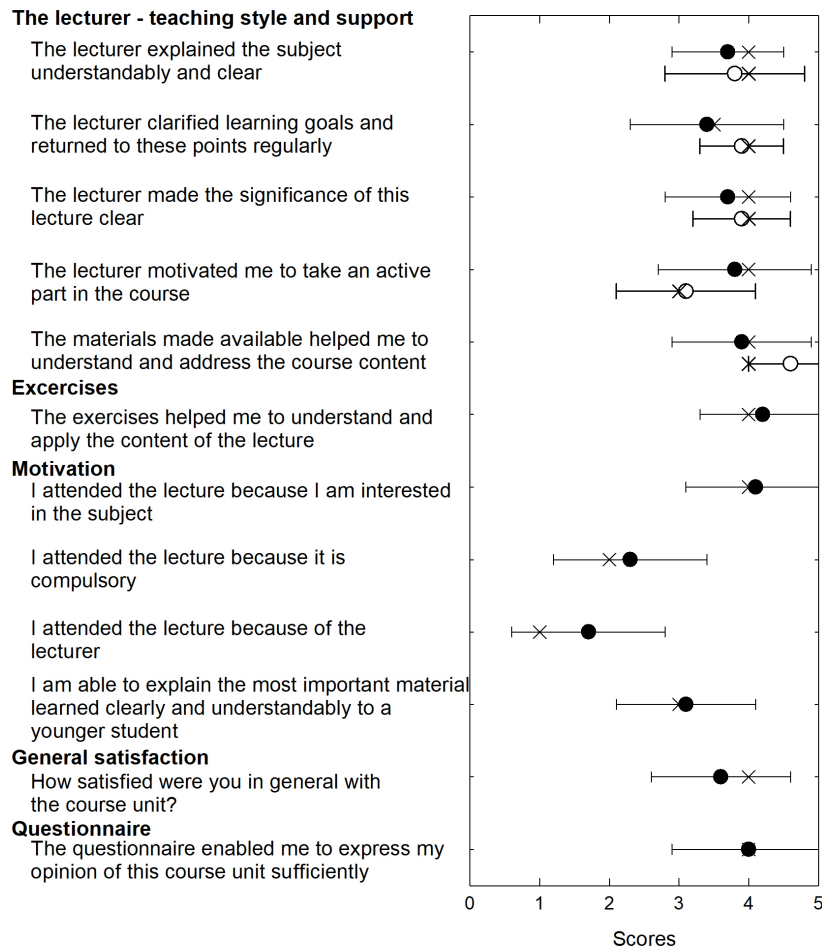 The lecturer - teaching style and support
The lecturer explained the subject
understandably and clear
The lecturer clarified learning goals and
returned to these points regularly
The lecturer made the significance of this
lecture clear
The lecturer motivated me to take an active
part in the course
The materials made available helped me to
understand and address the course content
Excercises
The exercises helped me to understand and
apply the content of the lecture
Motivation
I attended the lecture because I am interested
in the subject
I attended the lecture because it is
compulsory
I attended the lecture because of the
lecturer
I am able to explain the most important material
learned clearly and understandably to a
younger student
General satisfaction
How satisfied were you in general with
the course unit?
Questionnaire
The questionnaire enabled me to express my
opinion of this course unit sufficiently
0 1 2 3 4 5
Scores